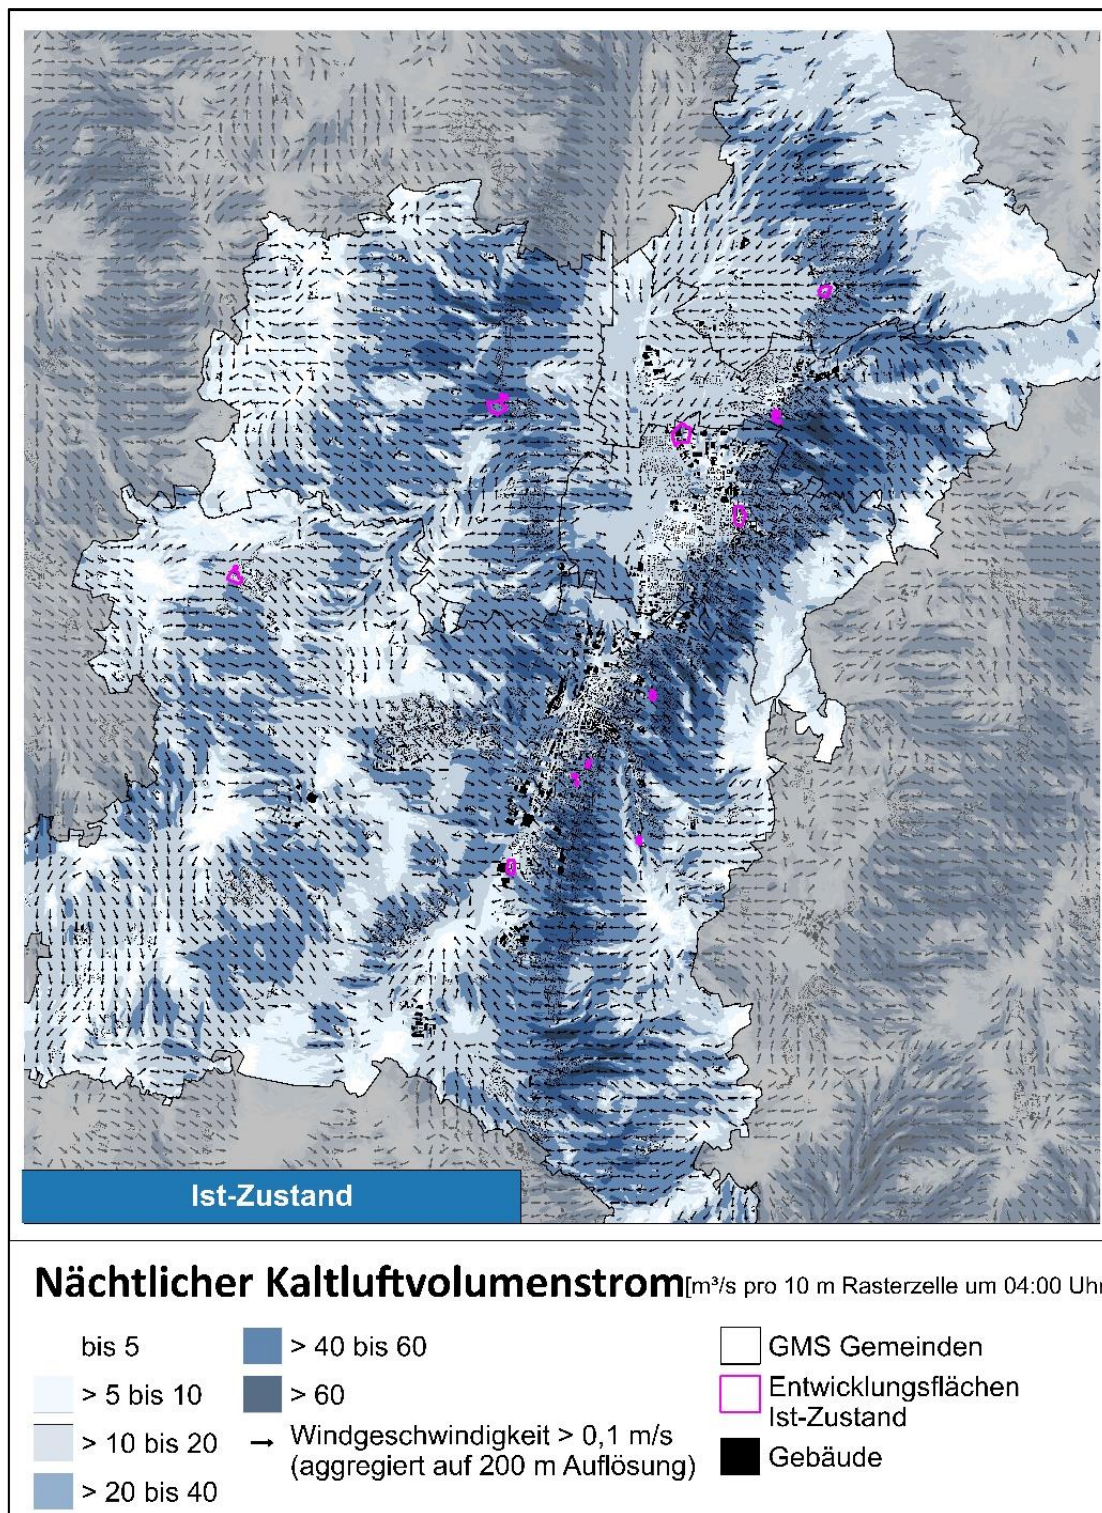 Ist-Zustand
Nächtlicher Kaltluftvolumenstrom[m³/s pro 10 m Rasterzelle um 04:00 Uhr
bis 5
> 5 bis 10
> 10 bis 20
> 20 bis 40
> 40 bis 60
> 60
→ Windgeschwindigkeit > 0,1 m/s
(aggregiert auf 200 m Auflösung)
GMS Gemeinden
Entwicklungsflächen
Ist-Zustand
Gebäude